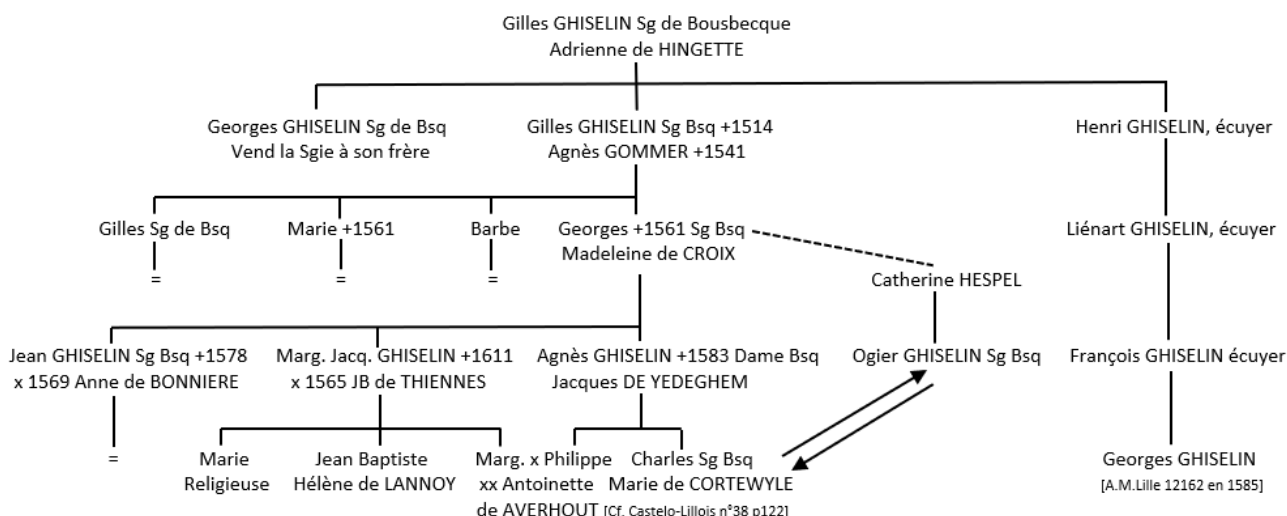 Gilles GHISELIN Sg de Bousbecque
Adrienne de HINGETTE
Georges GHISELIN Sg de Bsq
Vend la Sgie à son frère
Gilles GHISELIN Sg Bsq +1514
Agnès GOMMER +1541
Henri GHISELIN, écuyer
Gilles Sg de Bsq
=
Marie +1561
=
Barbe
=
Georges +1561 Sg Bsq
Madeleine de CROIX
Catherine HESPEL
Liénart GHISELIN, écuyer
Jean GHISELIN Sg Bsq +1578
x 1569 Anne de BONNIERE
=
Marg. Jacq. GHISELIN +1611
x 1565 JB de THIENNES
Agnès GHISELIN +1583 Dame Bsq
Jacques DE YEDEGHEM
Ogier GHISELIN Sg Bsq
François GHISELIN écuyer
Marie
Religieuse
Jean Baptiste
Hélène de LANNOY
Marg. x Philippe
xx Antoinette
de AVERHOUT [Cf. Castelo-Lillois n°38 p122]
Charles Sg Bsq
Marie de CORTEWYLE
Georges GHISELIN
[A.M.Lille 12162 en 1585]